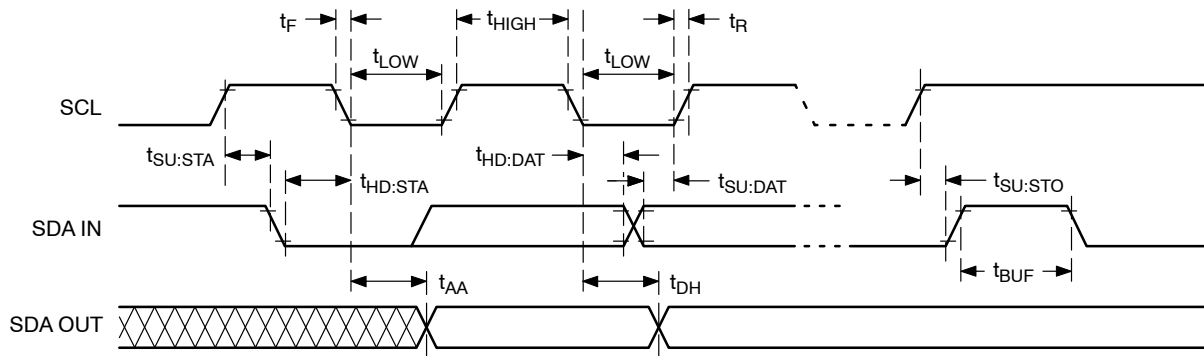 tF
tHIGH
tR
tLOW
tLOW
SCL
tSU:STA
tHD:STA
tHD:DAT
tSU:DAT
tSU:STO
SDA IN
tBUF
tAA
tDH
SDA OUT